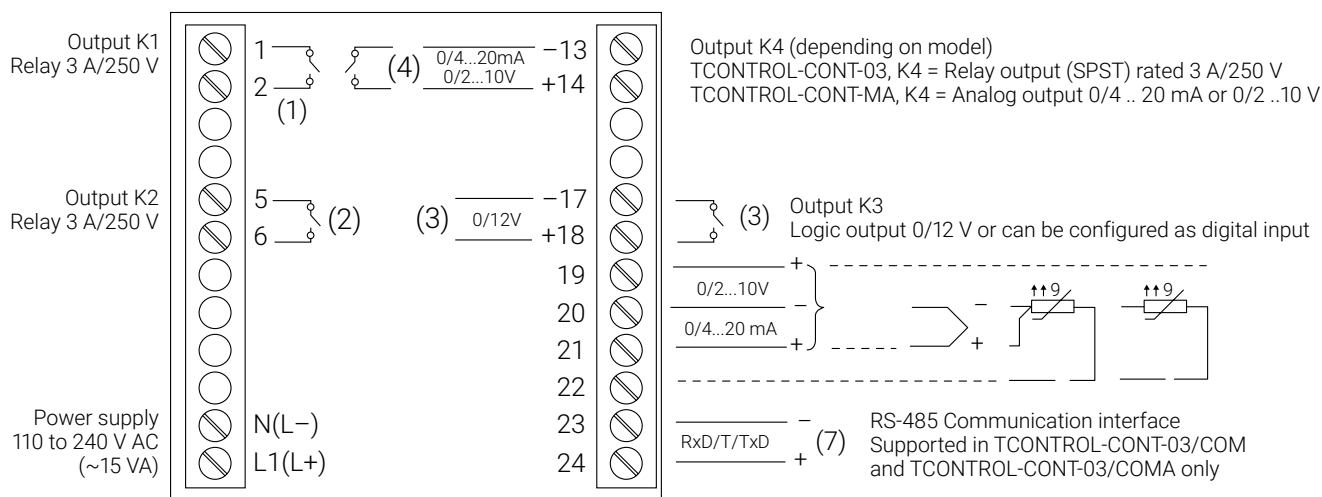 Output K1
Relay 3 A/250 V
1
2
(1)
(4)
0/4...20mA
0/2...10V
−13
+14
Output K4 (depending on model)
TCONTROL-CONT-03, K4 = Relay output (SPST) rated 3 A/250 V
TCONTROL-CONT-MA, K4 = Analog output 0/4 .. 20 mA or 0/2 ..10 V
Output K2
Relay 3 A/250 V
5
6
(2)
(3)
0/12V
−17
+18
(3)
Output K3
Logic output 0/12 V or can be configured as digital input
19
20
21
22
+
0/2...10V
−
0/4...20 mA
+
−
+
9
9
Power supply
110 to 240 V AC
(~15 VA)
N(L−)
L1(L+)
23
24
−
RxD/T/TxD
+
(7)
RS-485 Communication interface
Supported in TCONTROL-CONT-03/COM
and TCONTROL-CONT-03/COMA only